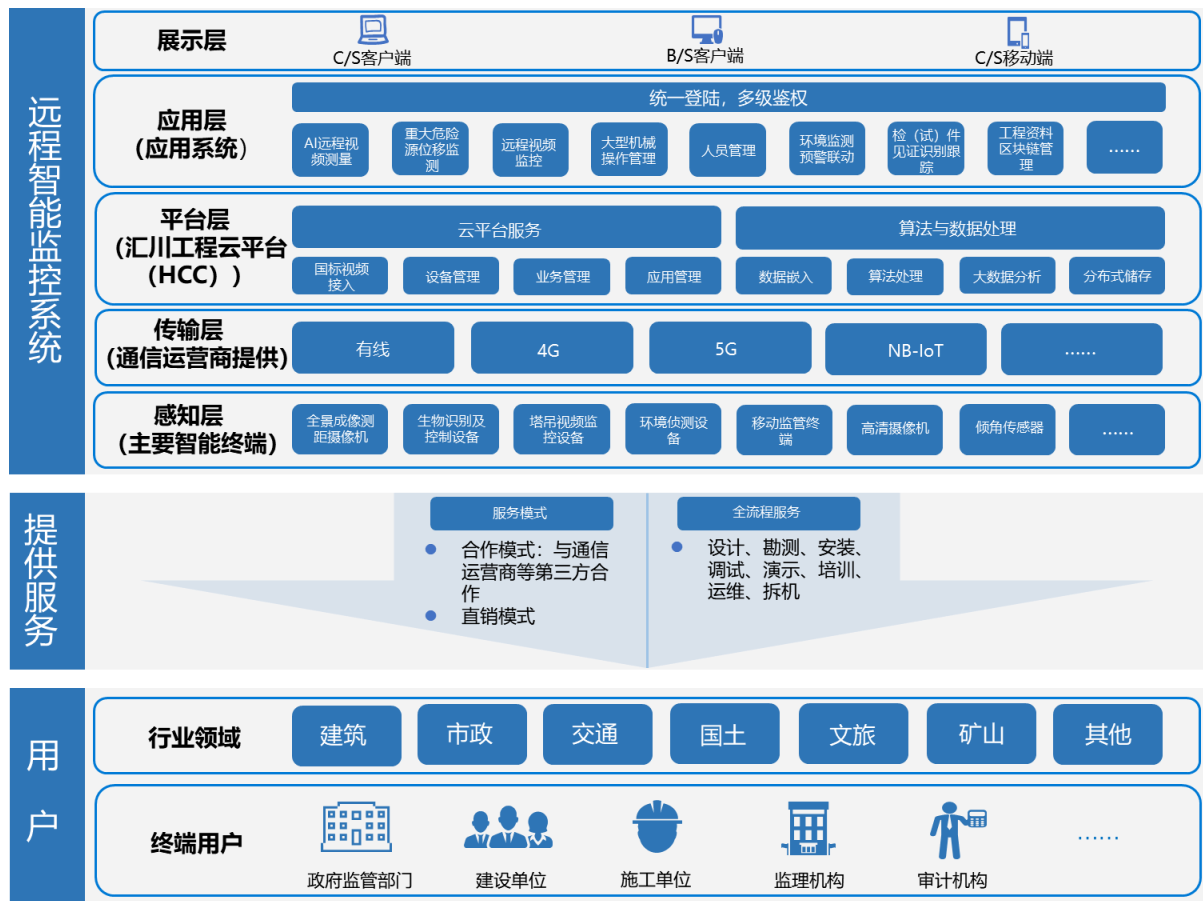 远程智能监控系统
展示层
C/S客户端
B/S客户端
C/S移动端
应用层
（应用系统）
统一登陆，多级鉴权
AI远程视
频测量
重大危险
源位移监
测
远程视频
监控
大型机械
操作管理
人员管理
环境监测
预警联动
检（试）件
见证识别跟
踪
工程资料
区块链管
理
……
平台层
（汇川工程云平台
（HCC））
云平台服务
算法与数据处理
国标视频
接入
设备管理
业务管理
应用管理
数据嵌入
算法处理
大数据分析
分布式储存
传输层
（通信运营商提供）
有线
4G
5G
NB-IoT
……
感知层
（主要智能终端）
全景成像测
距摄像机
生物识别及
控制设备
塔吊视频监
控设备
环境侦测设
备
移动监管终
端
高清摄像机
倾角传感器
……
提供服务
服务模式
● 合作模式：与通信
运营商等第三方合
作
● 直销模式
全流程服务
● 设计、勘测、安装、
调试、演示、培训、
运维、拆机
用户
行业领域
建筑
市政
交通
国土
文旅
矿山
其他
终端用户
政府监管部门
建设单位
施工单位
监理机构
审计机构
……